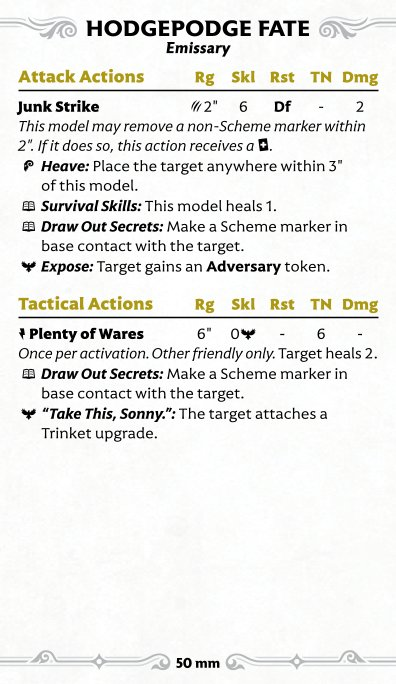 HODGEPODGE FATE
Emissary
Attack Actions Rg Skl Rst TN Dmg
Junk Strike 2" 6 Df - 2
This model may remove a non-Scheme marker within
2". If it does so, this action receives a .
Heave: Place the target anywhere within 3"
of this model.
Survival Skills: This model heals 1.
Draw Out Secrets: Make a Scheme marker in
base contact with the target.
Expose: Target gains an Adversary token.
Tactical Actions Rg Skl Rst TN Dmg
Plenty of Wares 6" 0 - 6 -
Once per activation. Other friendly only. Target heals 2.
Draw Out Secrets: Make a Scheme marker in
base contact with the target.
“Take This, Sonny.”: The target attaches a
Trinket upgrade.
50 mm